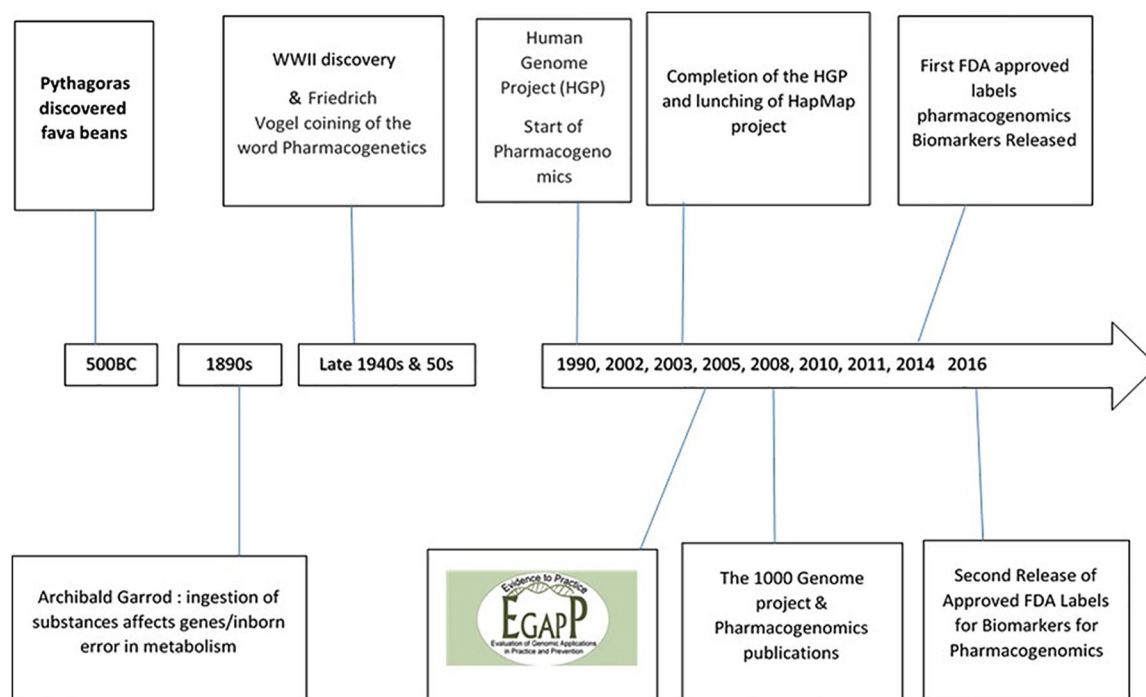 Pythagoras
discovered
fava beans
WWII discovery
& Friedrich
Vogel coining of the
word Pharmacogenetics
Human
Genome
Project (HGP)
Start of
Pharmacogeno
mics
Completion of the HGP
and lunching of HapMap
project
First FDA approved
labels
pharmacogenomics
Biomarkers Released
500BC
1890s
Late 1940s & 50s
1990, 2002, 2003, 2005, 2008, 2010, 2011, 2014 2016
Archibald Garrod : ingestion of
substances affects genes/inborn
error in metabolism
Evidence to Practice
EGAPP
Evaluation of Genomic Applications
in Practice and Prevention
The 1000 Genome
project &
Pharmacogenomics
publications
Second Release of
Approved FDA Labels
for Biomarkers for
Pharmacogenomics